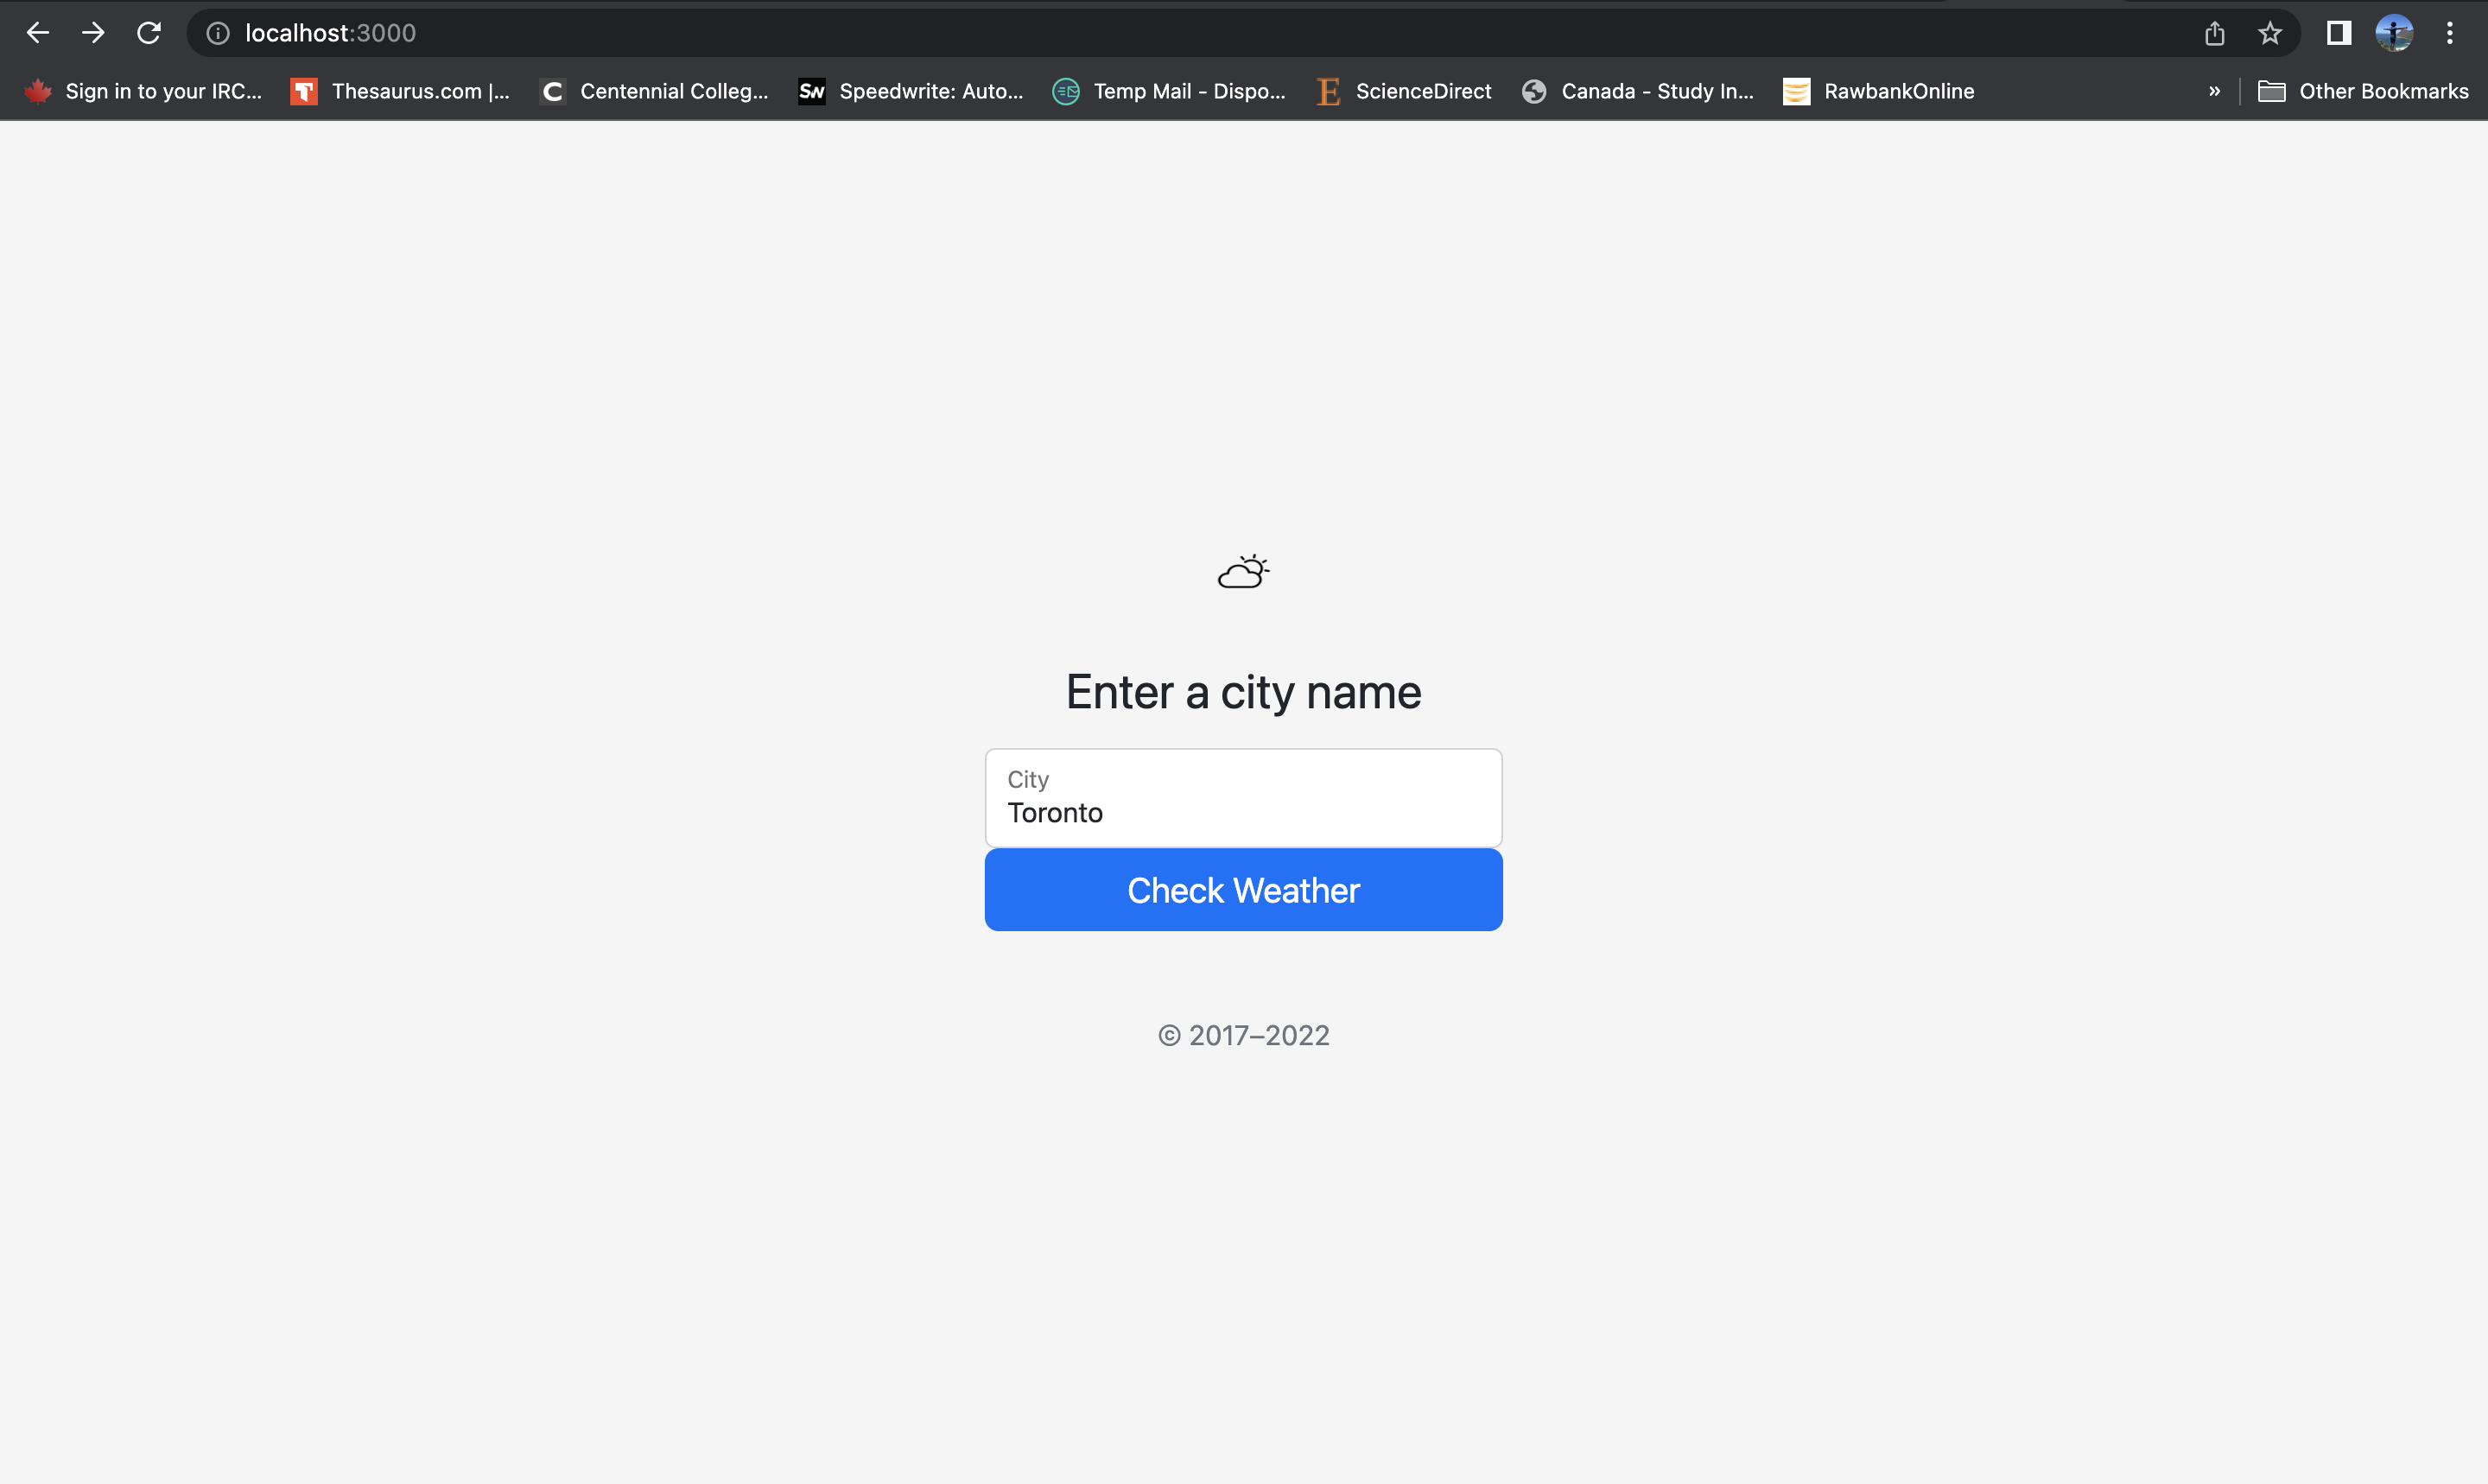 localhost:3000
Sign in to your IRC... Thesaurus.com |... C Centennial Colleg... SW Speedwrite: Auto... Temp Mail - Dispo... E ScienceDirect Canada - Study In... RawbankOnline » Other Bookmarks
Enter a city name
City
Toronto
Check Weather
© 2017–2022